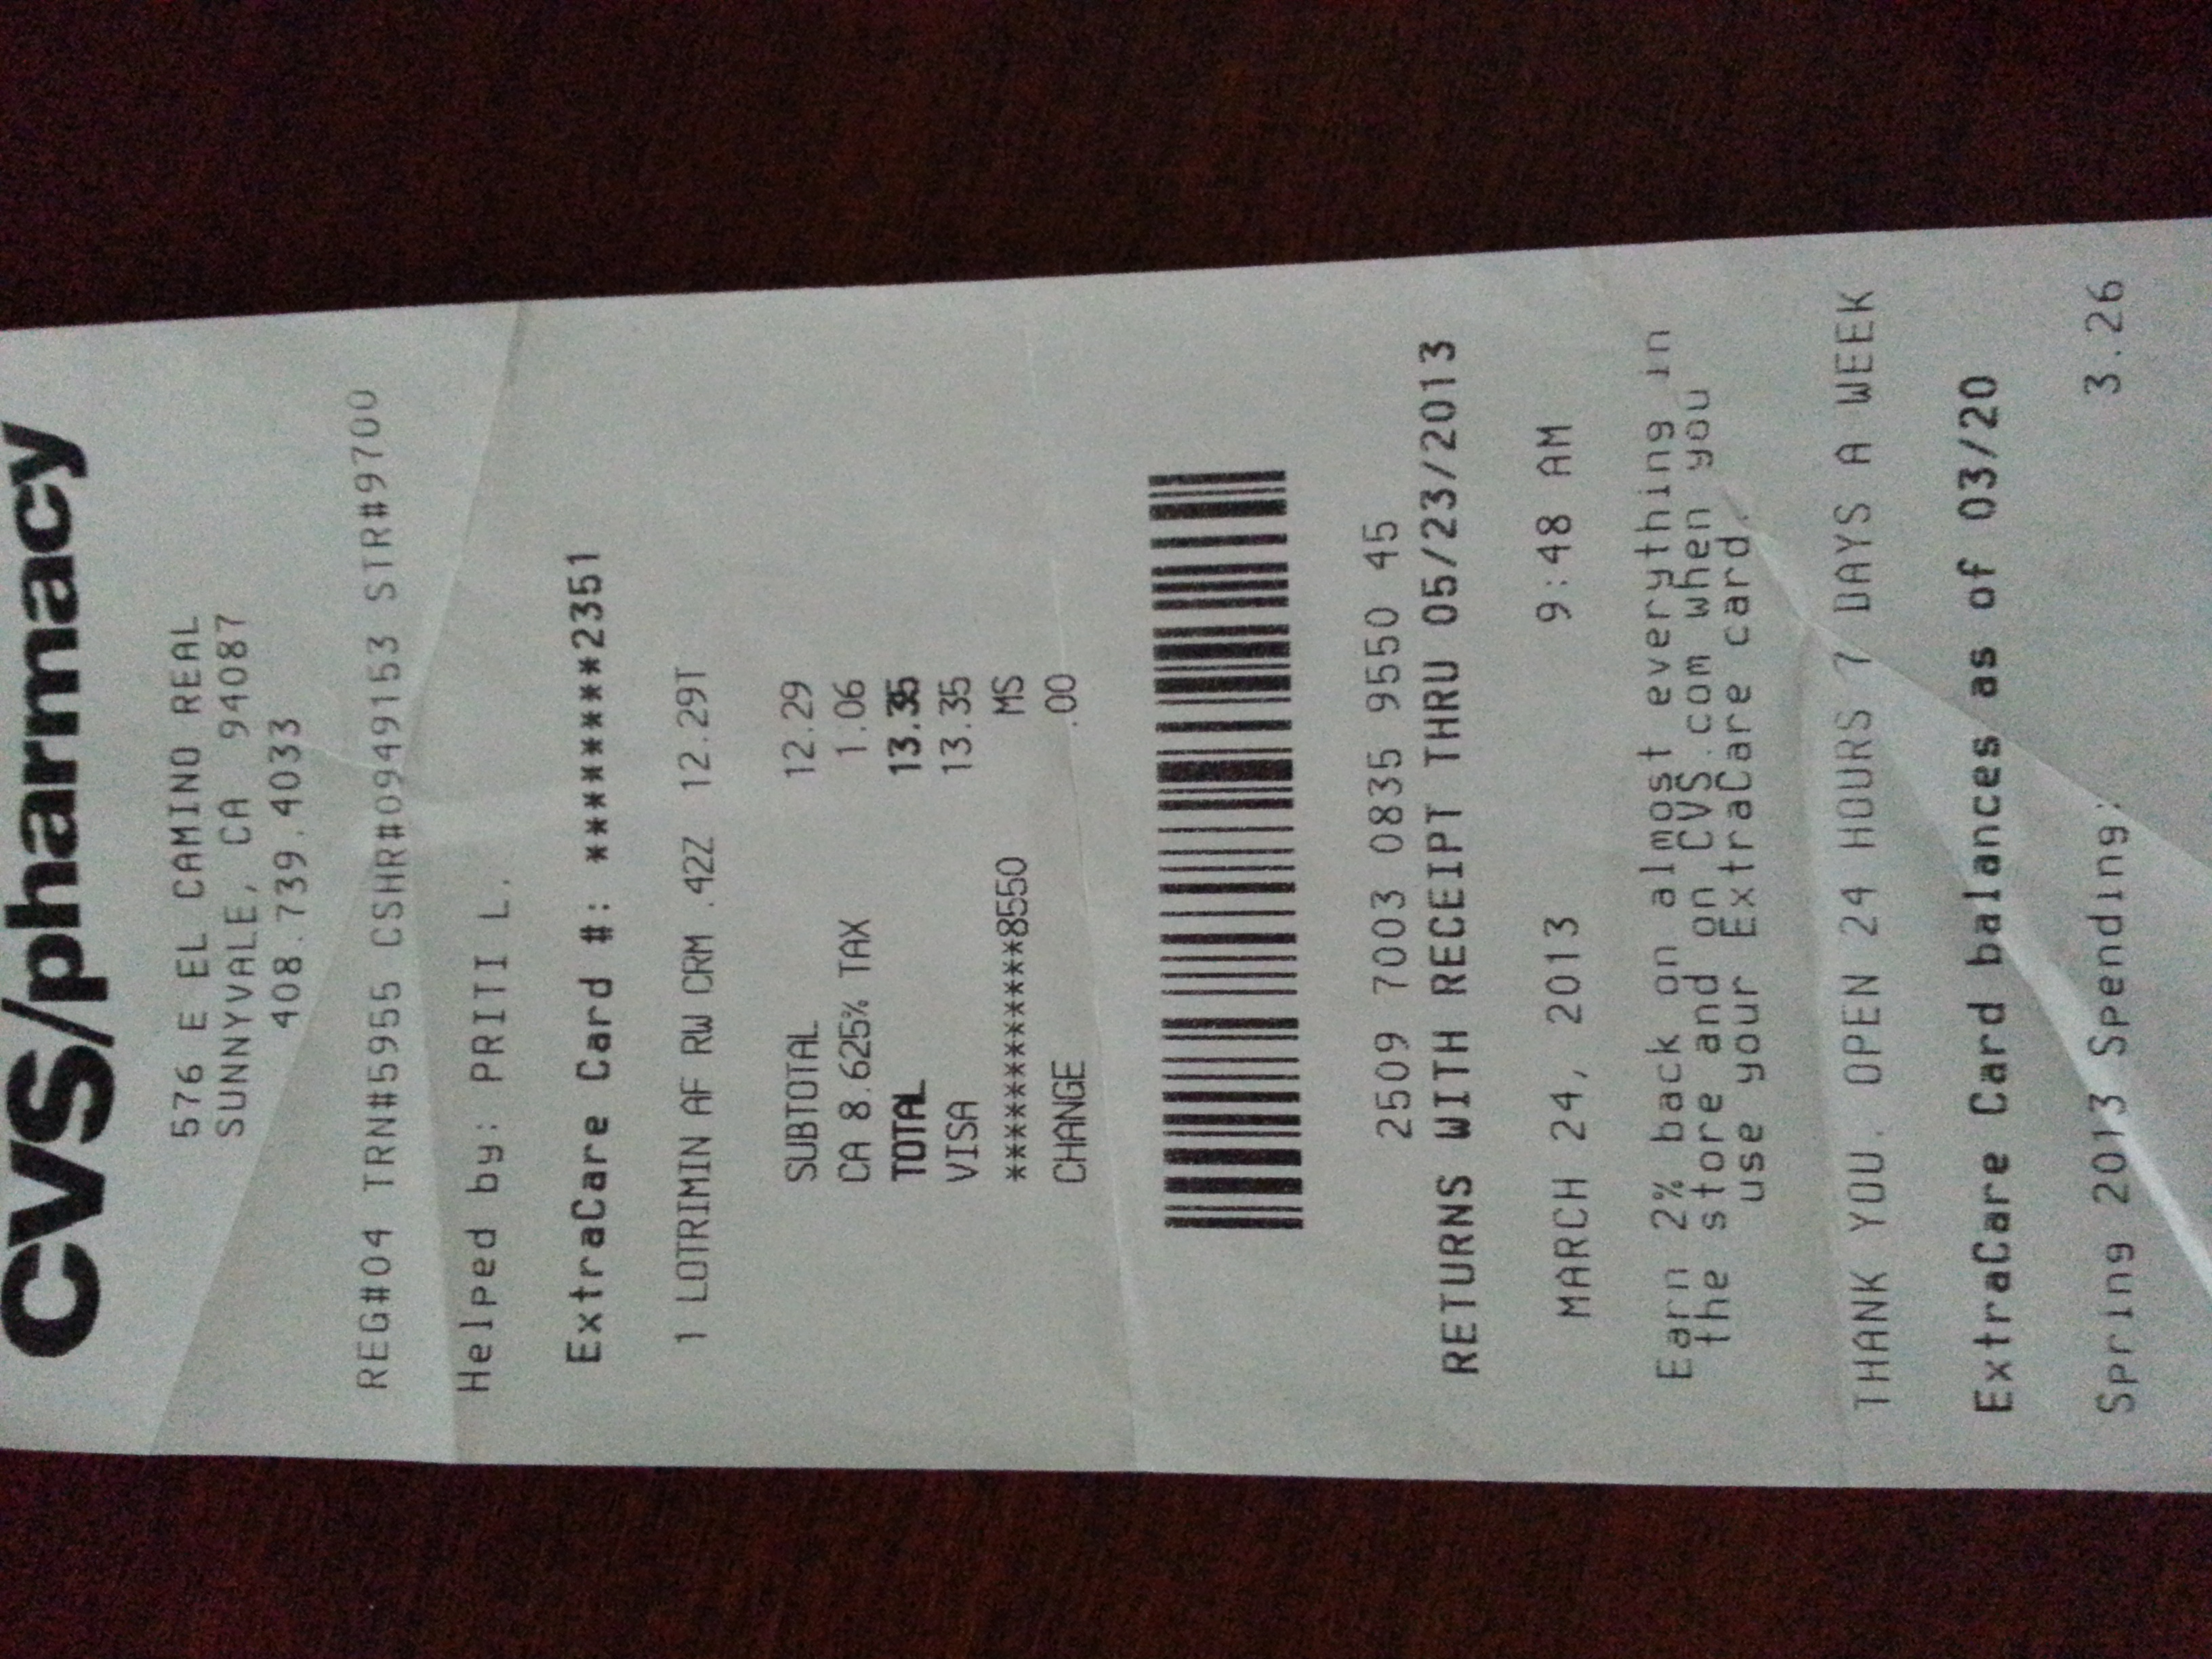 CVS/pharmacy
576 E EL CAMINO REAL
SUNNYVALE, CA 94087
408.739.4033
REG#04 TRN#5955 CSHR#0949153 STR#9700
Helped by: PRITI L.
ExtraCare Card #: ********2351
1 LOTRIMIN AF RW CRM .42Z 12.29T
SUBTOTAL 12.29
CA 8.625% TAX 1.06
TOTAL 13.35
VISA 13.35
************8550 MS
CHANGE .00
2509 7003 0835 9550 45
RETURNS WITH RECEIPT THRU 05/23/2013
MARCH 24, 2013 9:48 AM
Earn 2% back on almost everything in
the store and on CVS.com when you
use your ExtraCare card.
THANK YOU. OPEN 24 HOURS 7 DAYS A WEEK
ExtraCare Card balances as of 03/20
Spring 2013 Spending: 3.26